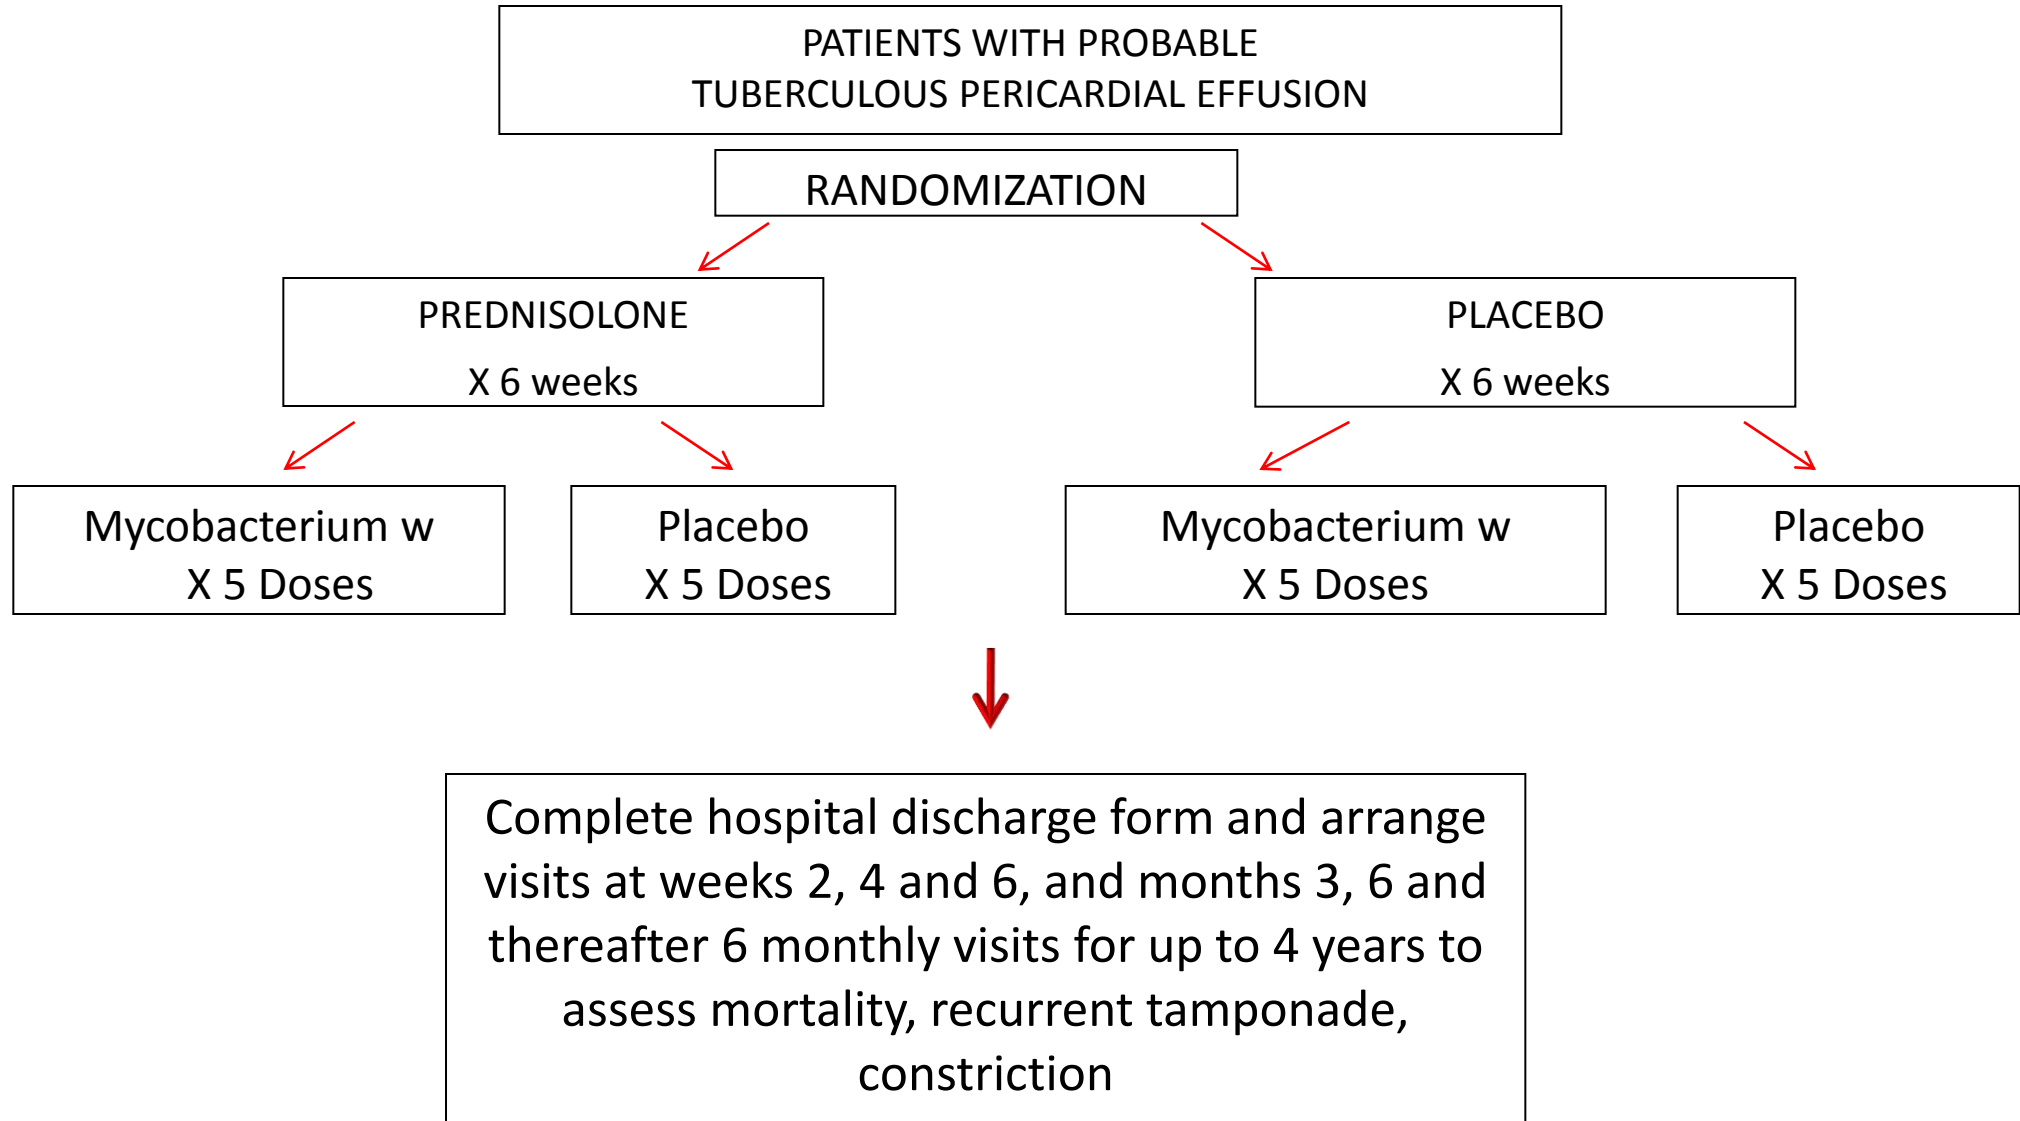 PATIENTS WITH PROBABLE
TUBERCULOUS PERICARDIAL EFFUSION
RANDOMIZATION
PREDNISOLONE
X 6 weeks
PLACEBO
X 6 weeks
Mycobacterium w
X 5 Doses
Placebo
X 5 Doses
Mycobacterium w
X 5 Doses
Placebo
X 5 Doses
Complete hospital discharge form and arrange
visits at weeks 2, 4 and 6, and months 3, 6 and
thereafter 6 monthly visits for up to 4 years to
assess mortality, recurrent tamponade,
constriction